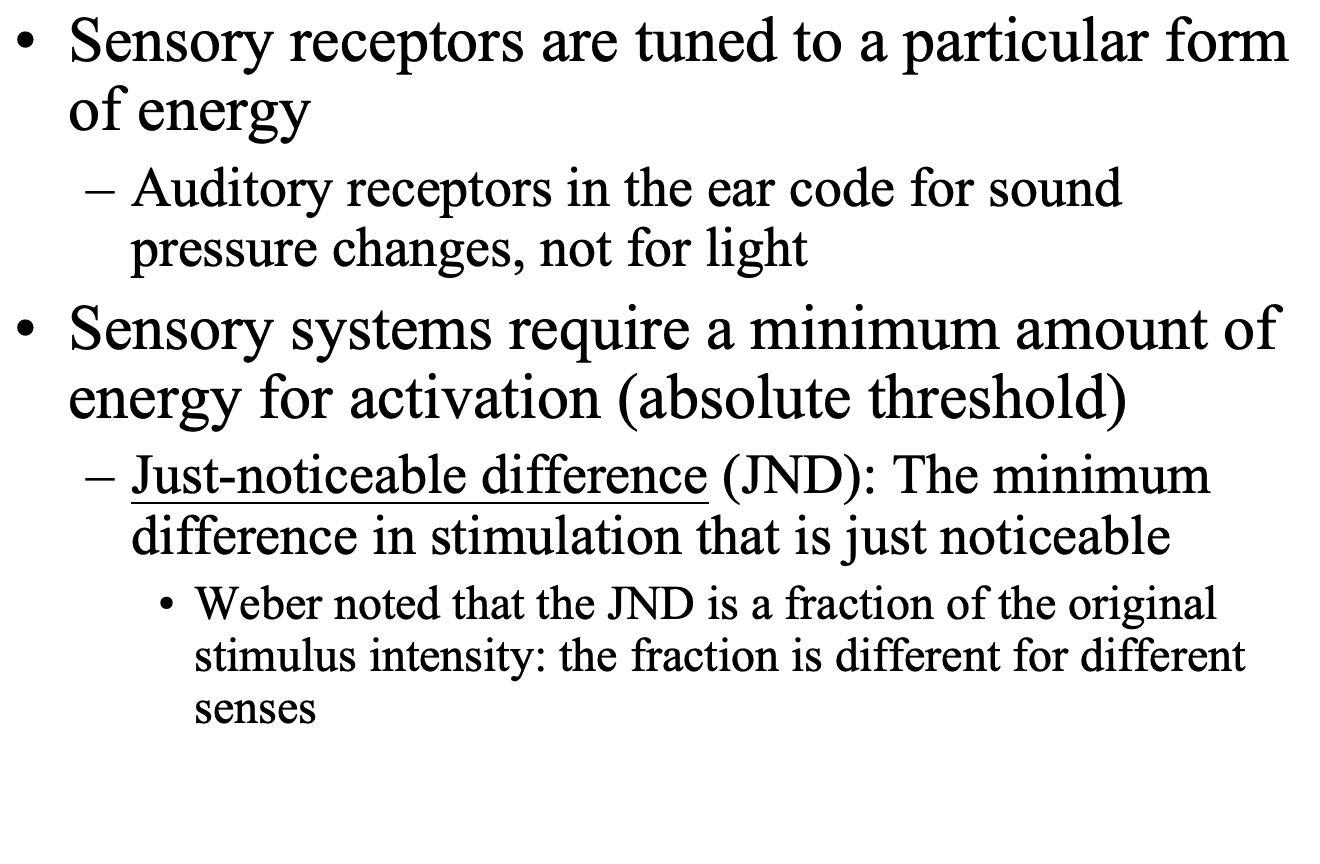 • Sensory receptors are tuned to a particular form
of energy
– Auditory receptors in the ear code for sound
pressure changes, not for light
• Sensory systems require a minimum amount of
energy for activation (absolute threshold)
– Just-noticeable difference (JND): The minimum
difference in stimulation that is just noticeable
• Weber noted that the JND is a fraction of the original
stimulus intensity: the fraction is different for different
senses